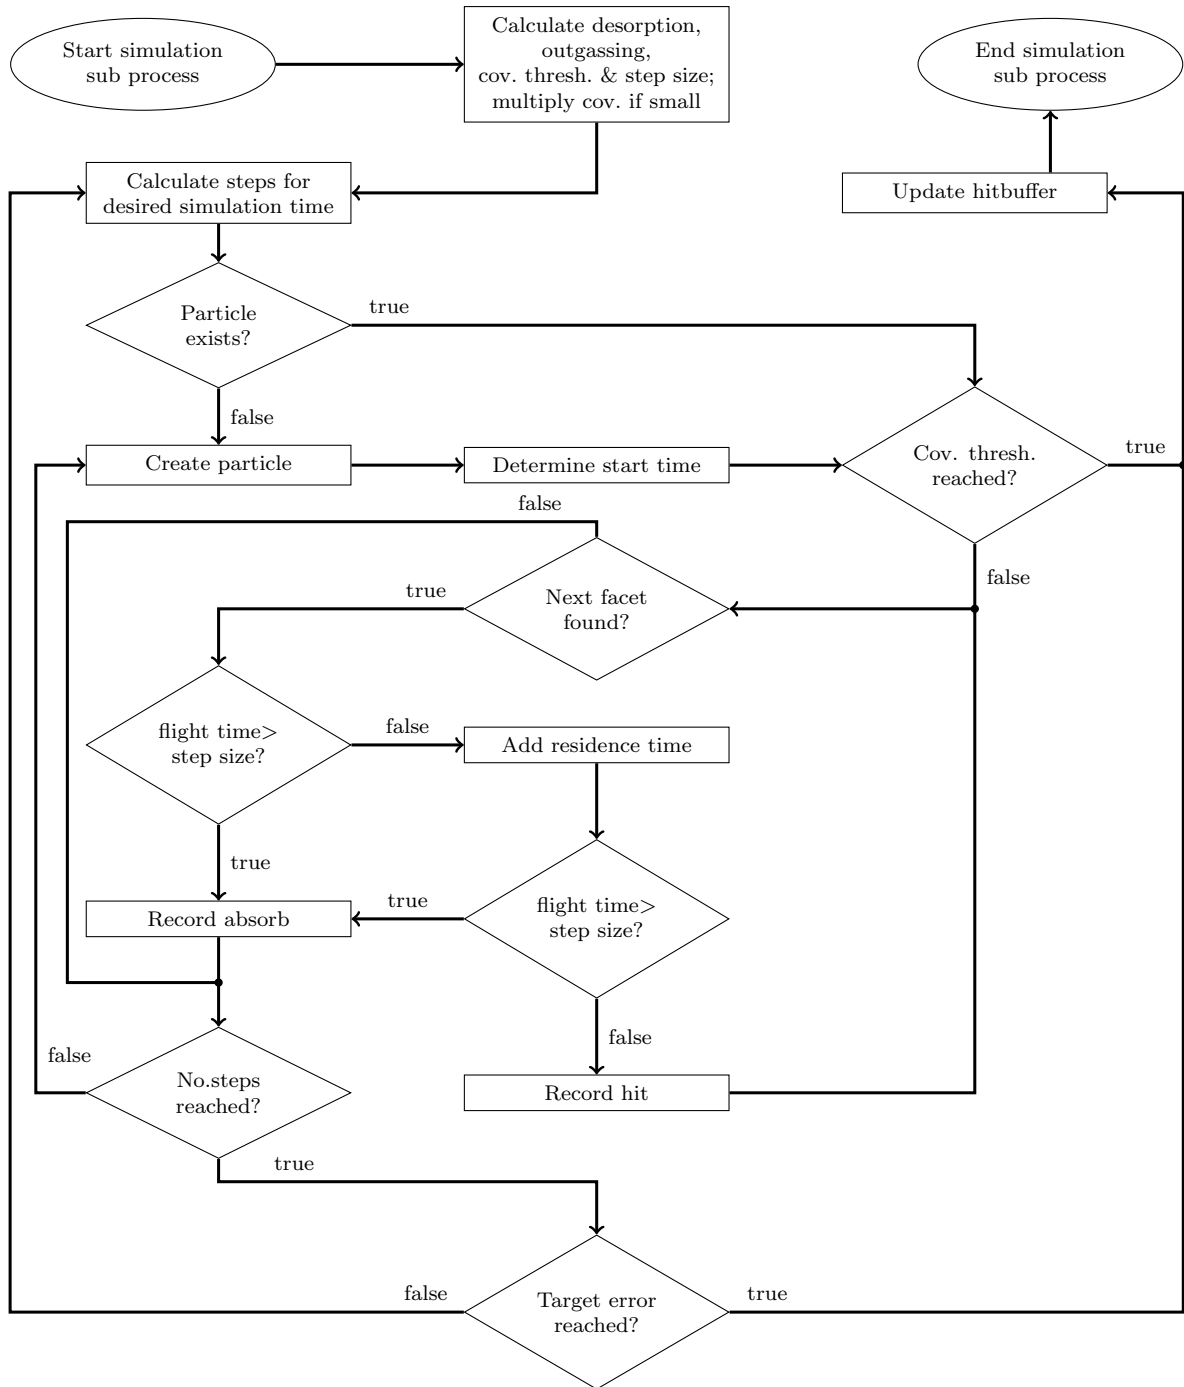 Start simulation
sub process
Calculate desorption,
outgassing,
cov. thresh. & step size;
multiply cov. if small
End simulation
sub process
Calculate steps for
desired simulation time
Update hitbuffer
Particle
exists?
true
false
Create particle
Determine start time
Cov. thresh.
reached?
true
false
false
Next facet
found?
true
flight time>
step size?
false
Add residence time
true
Record absorb
true
flight time>
step size?
false
Record hit
false
No.steps
reached?
true
false
Target error
reached?
true